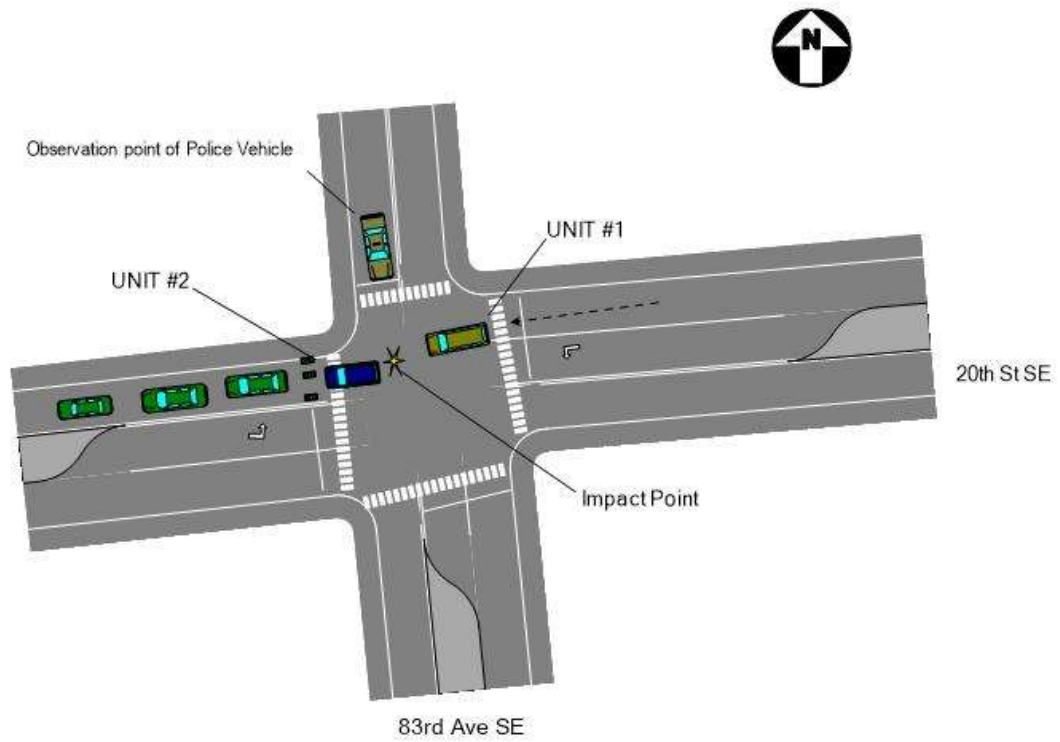 N
Observation point of Police Vehicle
UNIT #1
UNIT #2
20th St SE
Impact Point
83rd Ave SE